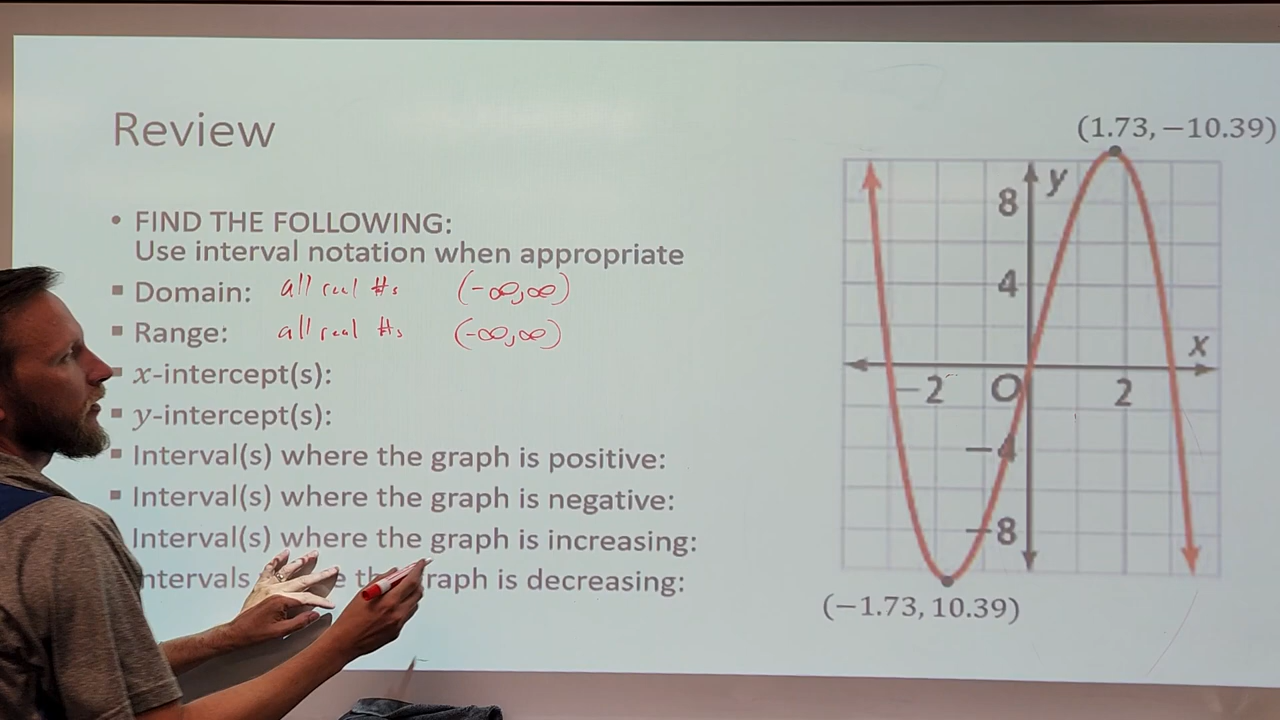 Review
• FIND THE FOLLOWING:
Use interval notation when appropriate
▪ Domain: all real #s (-∞,∞)
▪ Range: all real #s (-∞,∞)
▪ x-intercept(s):
▪ y-intercept(s):
▪ Interval(s) where the graph is positive:
▪ Interval(s) where the graph is negative:
Interval(s) where the graph is increasing:
ntervals graph is decreasing:
(1.73, −10.39)
y
8
4
x
−2 O 2
−4
−8
(−1.73, 10.39)